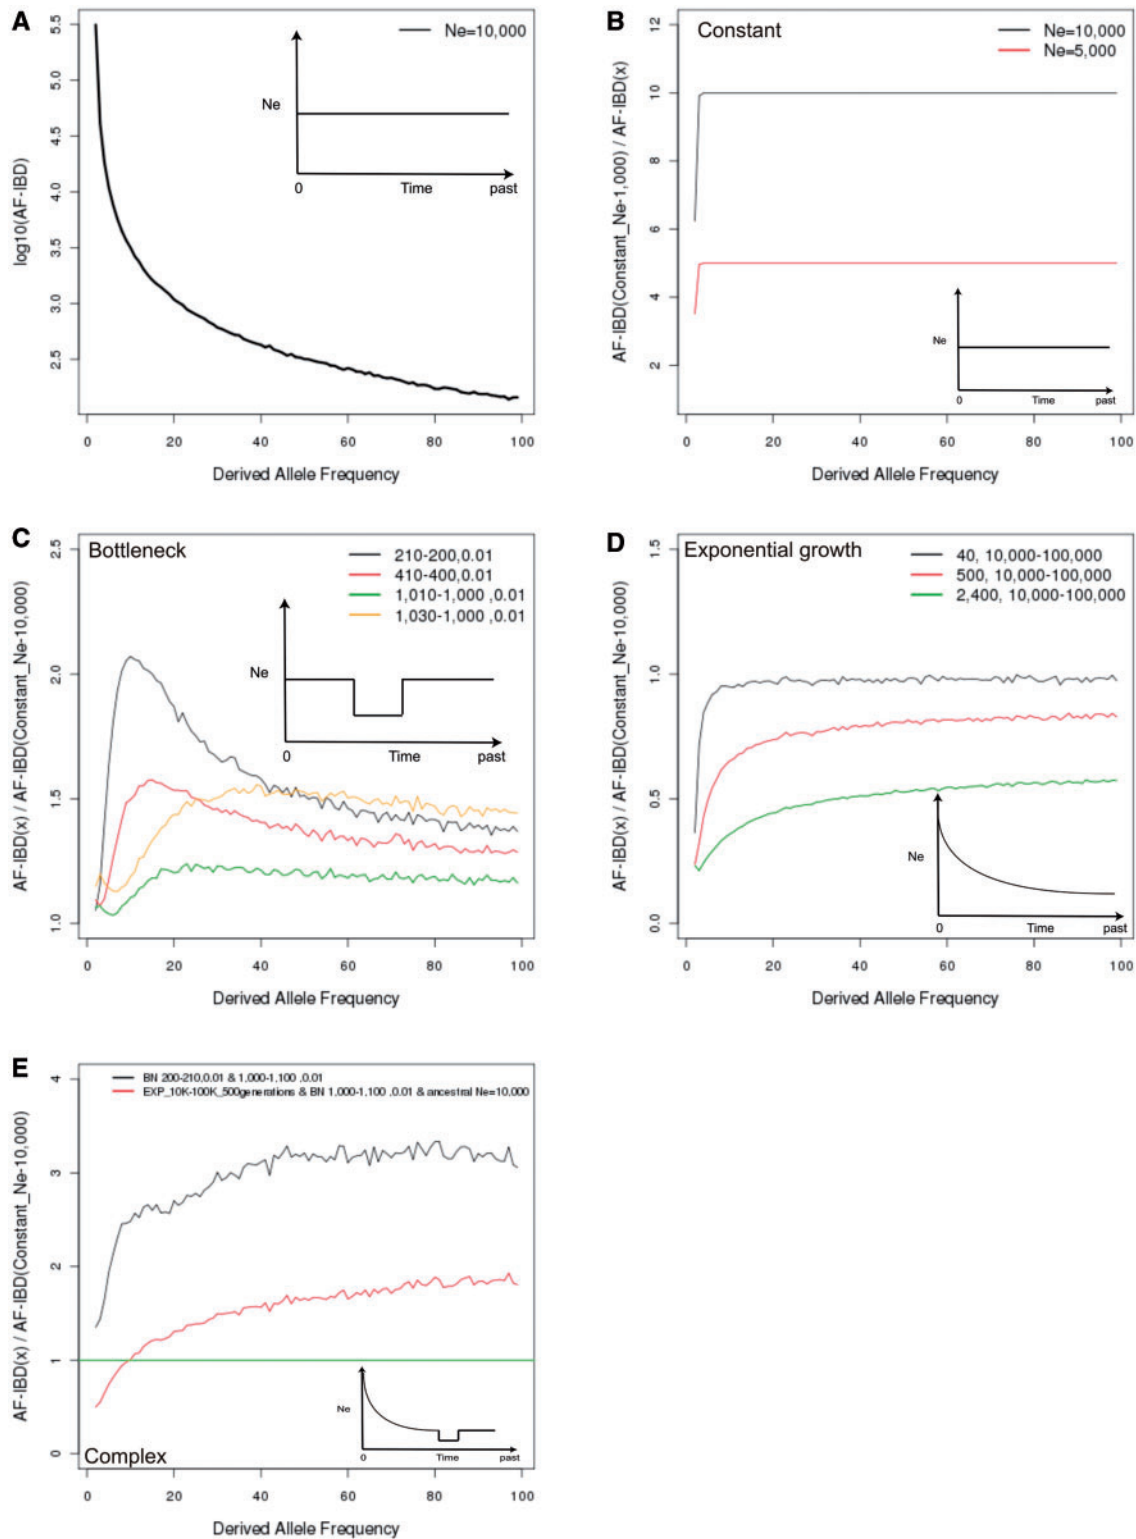 A
5.5
5.0
4.5
4.0
3.5
3.0
2.5
log10(AF-IBD)
Ne=10,000
Ne
0
Time
past
0
20
40
60
80
100
Derived Allele Frequency
B
12
10
8
6
4
2
AF-IBD(Constant_Ne-1,000) / AF-IBD(x)
Constant
Ne=10,000
Ne=5,000
Ne
0
Time
past
0
20
40
60
80
100
Derived Allele Frequency
C
2.5
2.0
1.5
1.0
AF-IBD(x) / AF-IBD(Constant_Ne-10,000)
Bottleneck
210-200,0.01
410-400,0.01
1,010-1,000 ,0.01
1,030-1,000 ,0.01
Ne
0
Time
past
0
20
40
60
80
100
Derived Allele Frequency
D
1.5
1.0
0.5
0.0
AF-IBD(x) / AF-IBD(Constant_Ne-10,000)
Exponential growth
40, 10,000-100,000
500, 10,000-100,000
2,400, 10,000-100,000
Ne
0
Time
past
0
20
40
60
80
100
Derived Allele Frequency
E
4
3
2
1
0
AF-IBD(x) / AF-IBD(Constant_Ne-10,000)
BN 200-210,0.01 & 1,000-1,100 ,0.01
EXP_10K-100K_500generations & BN 1,000-1,100 ,0.01 & ancestral Ne=10,000
Ne
0
Time
past
Complex
0
20
40
60
80
100
Derived Allele Frequency